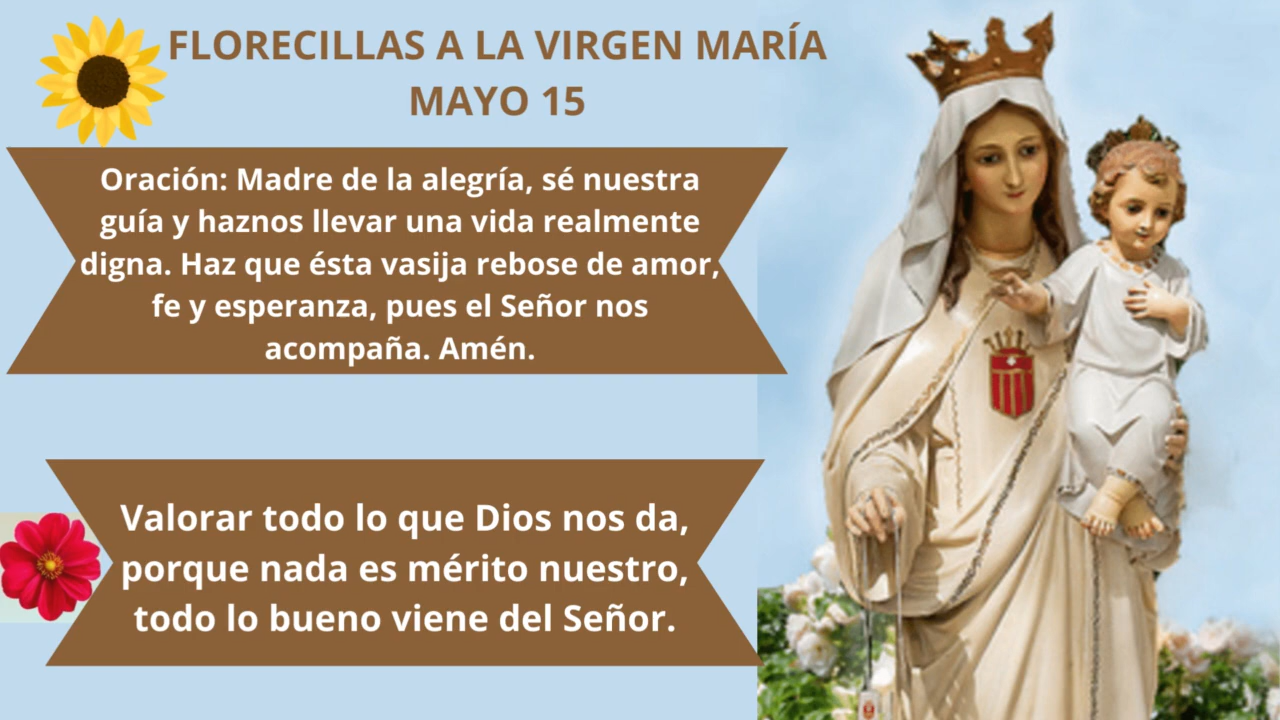 FLORECILLAS A LA VIRGEN MARÍA
MAYO 15
Oración: Madre de la alegría, sé nuestra
guía y haznos llevar una vida realmente
digna. Haz que ésta vasija rebose de amor,
fe y esperanza, pues el Señor nos
acompaña. Amén.
Valorar todo lo que Dios nos da,
porque nada es mérito nuestro,
todo lo bueno viene del Señor.